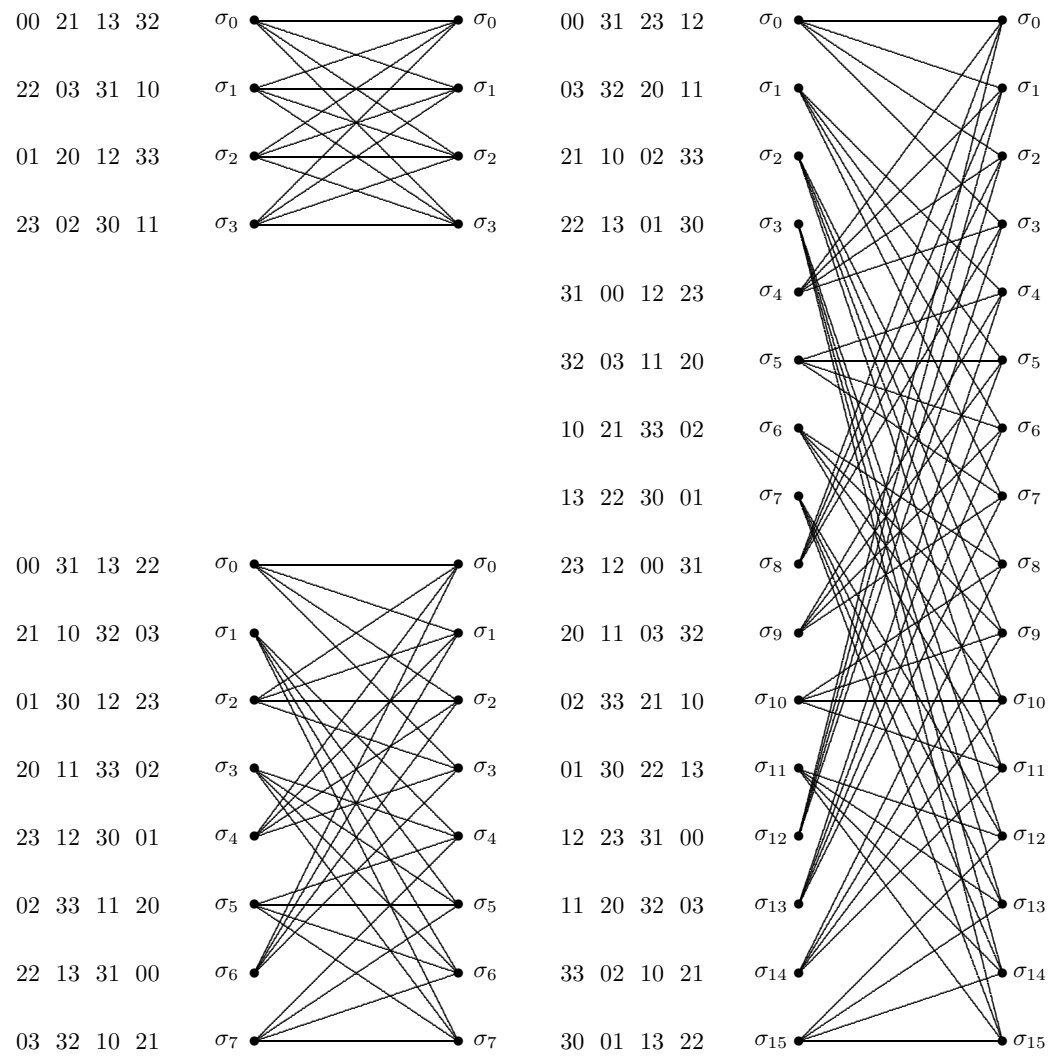 00 21 13 32 σ0 σ0
22 03 31 10 σ1 σ1
01 20 12 33 σ2 σ2
23 02 30 11 σ3 σ3
00 31 13 22 σ0 σ0
21 10 32 03 σ1 σ1
01 30 12 23 σ2 σ2
20 11 33 02 σ3 σ3
23 12 30 01 σ4 σ4
02 33 11 20 σ5 σ5
22 13 31 00 σ6 σ6
03 32 10 21 σ7 σ7
00 31 23 12 σ0 σ0
03 32 20 11 σ1 σ1
21 10 02 33 σ2 σ2
22 13 01 30 σ3 σ3
31 00 12 23 σ4 σ4
32 03 11 20 σ5 σ5
10 21 33 02 σ6 σ6
13 22 30 01 σ7 σ7
23 12 00 31 σ8 σ8
20 11 03 32 σ9 σ9
02 33 21 10 σ10 σ10
01 30 22 13 σ11 σ11
12 23 31 00 σ12 σ12
11 20 32 03 σ13 σ13
33 02 10 21 σ14 σ14
30 01 13 22 σ15 σ15